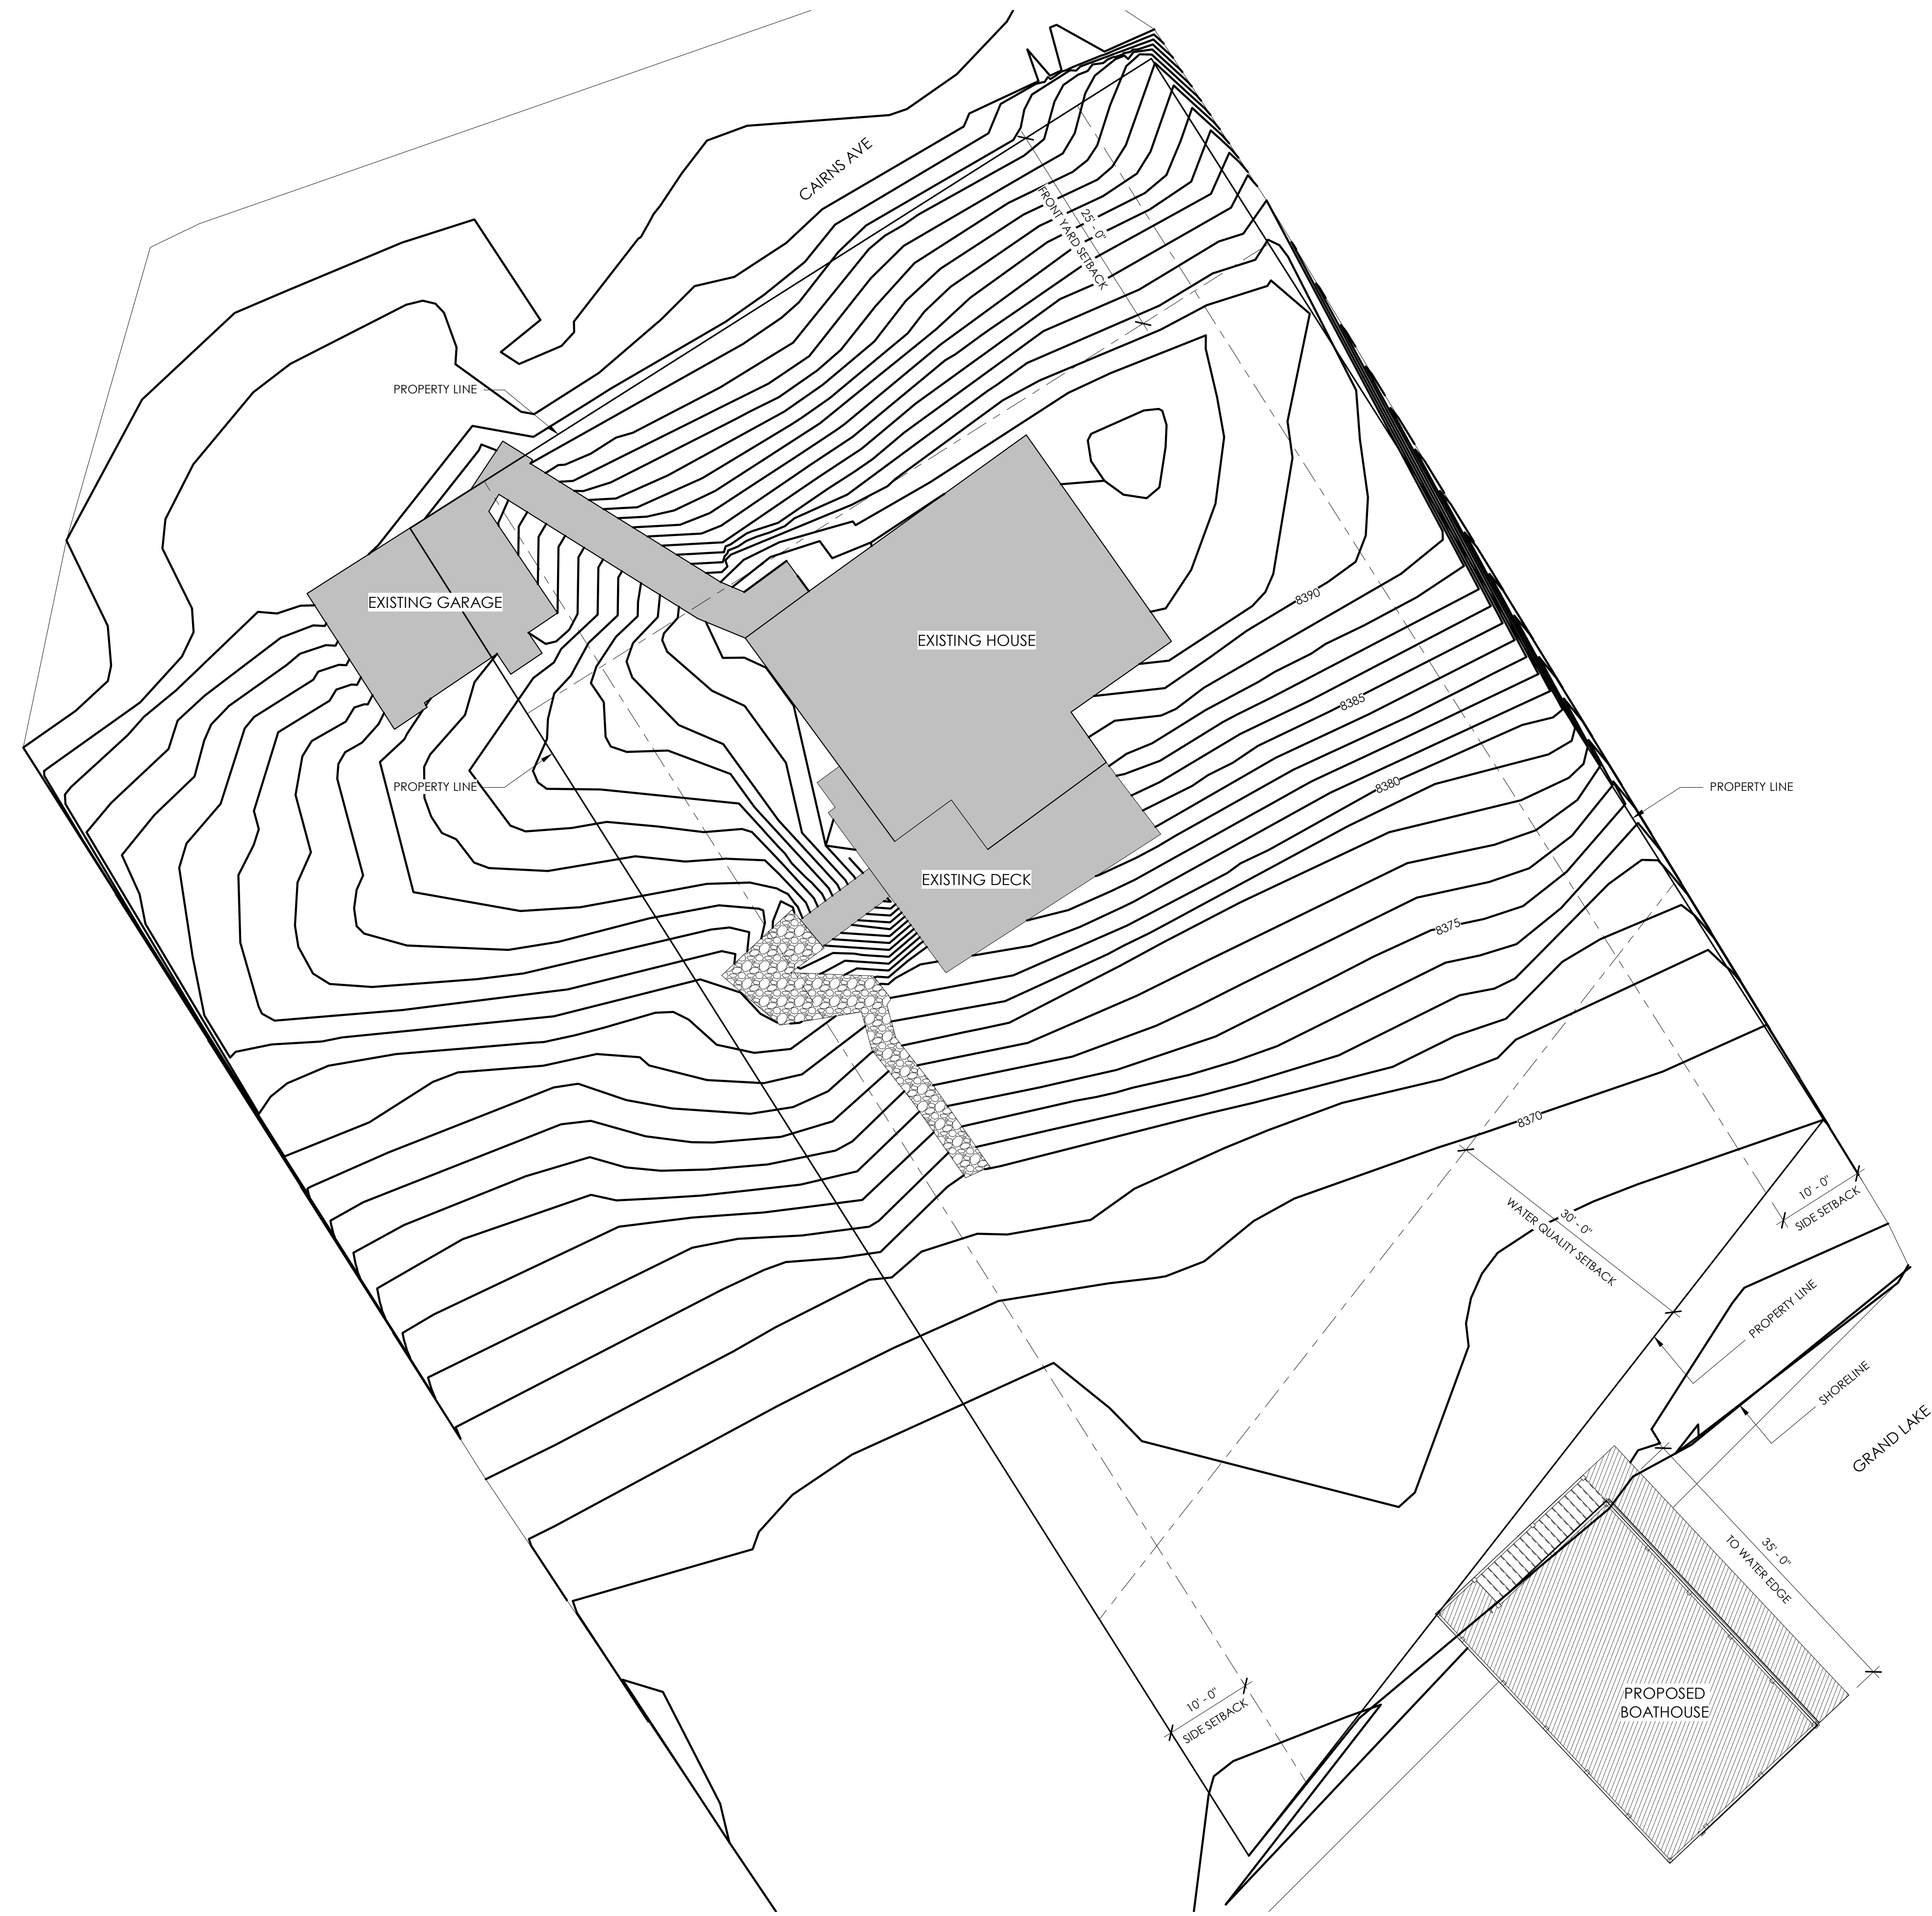 CAIRNS AVE
25' - 0"
FRONT YARD SETBACK
PROPERTY LINE
EXISTING GARAGE
EXISTING HOUSE
8390
8385
PROPERTY LINE
8380
PROPERTY LINE
EXISTING DECK
8375
8370
10' - 0"
SIDE SETBACK
30' - 0"
WATER QUALITY SETBACK
PROPERTY LINE
SHORELINE
GRAND LAKE
35' - 0"
TO WATER EDGE
10' - 0"
SIDE SETBACK
PROPOSED
BOATHOUSE